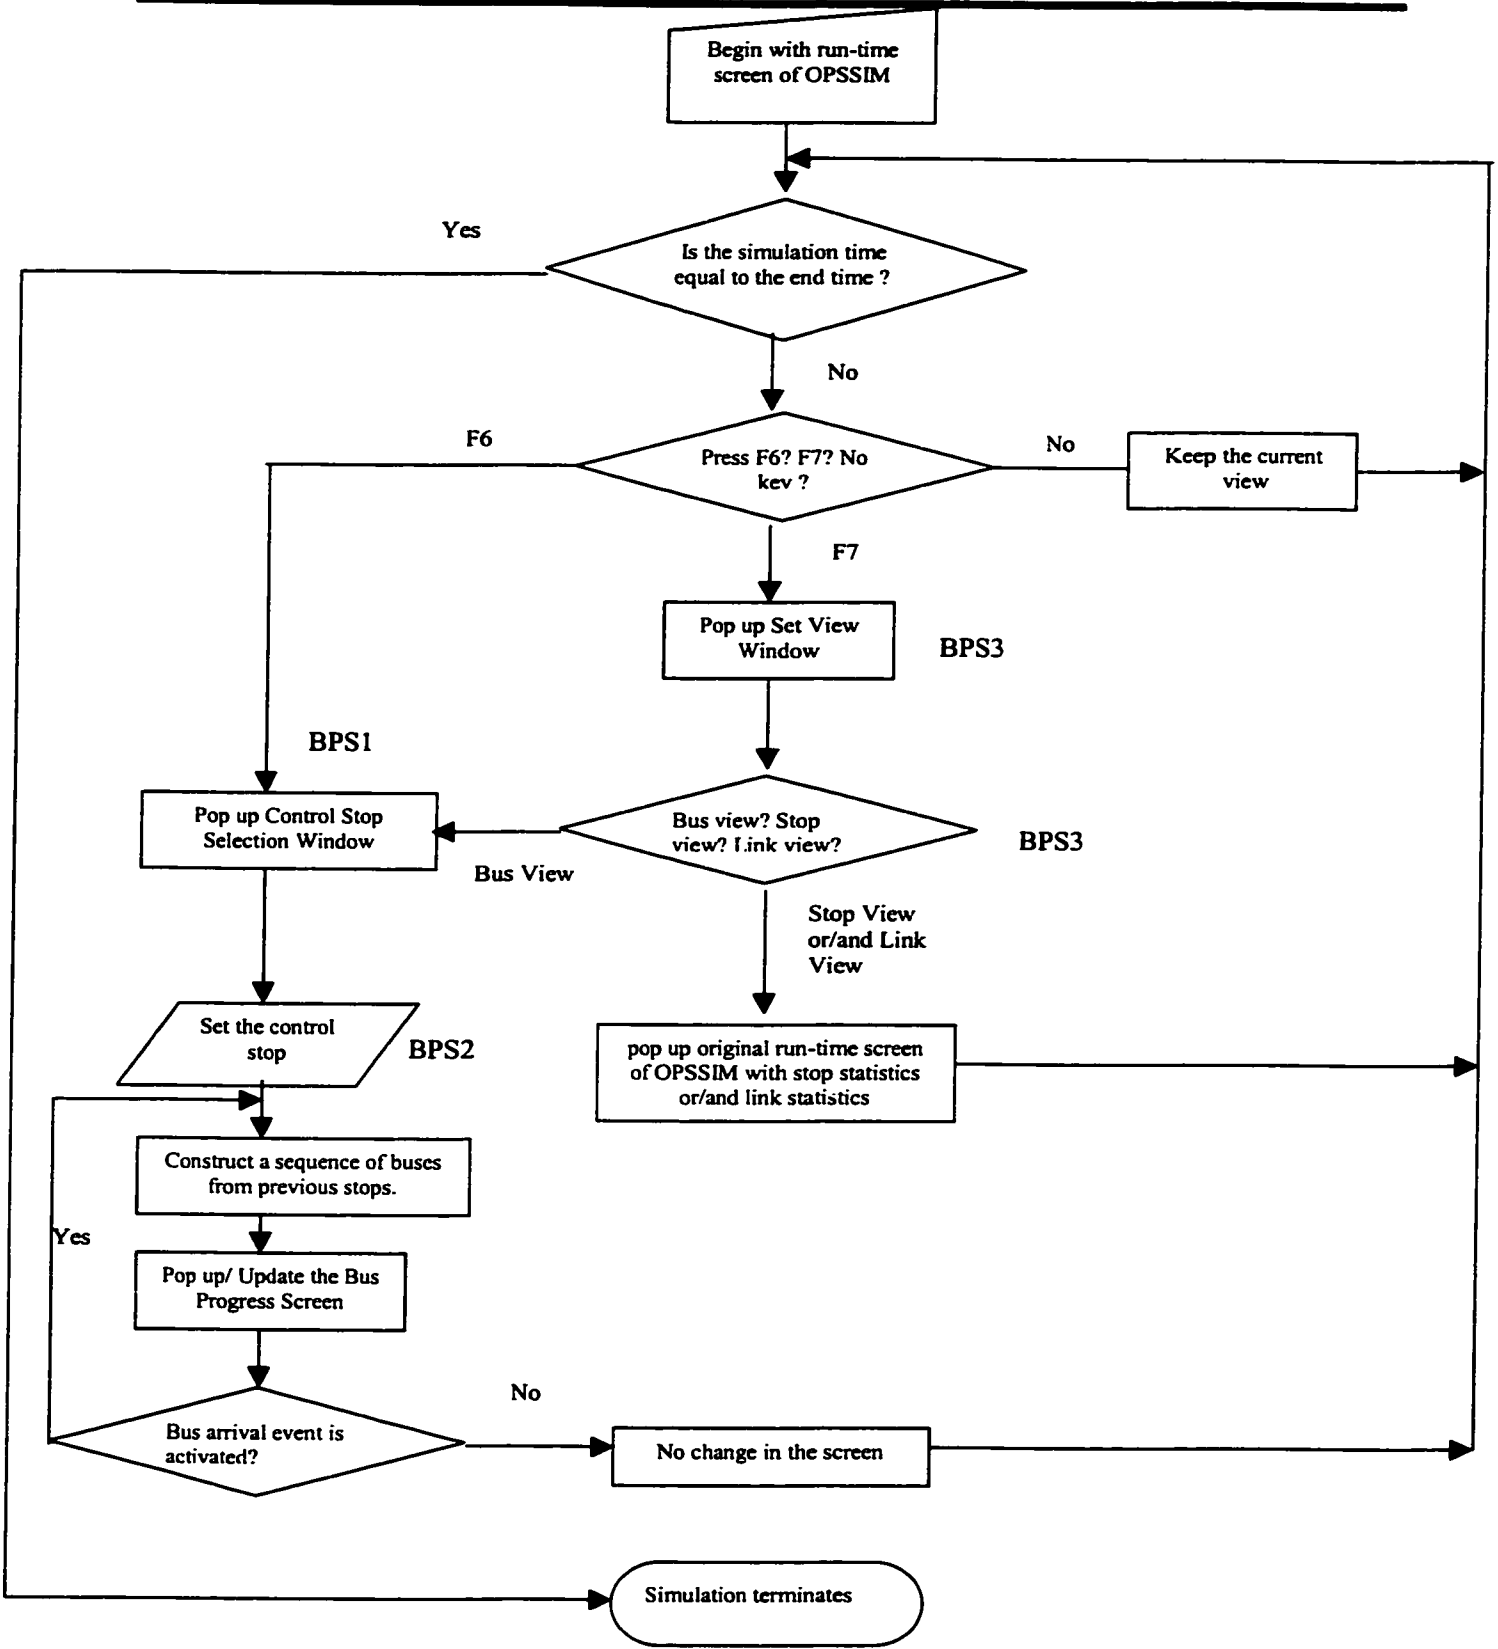 Begin with run-time
screen of OPSSIM
Yes
Is the simulation time
equal to the end time ?
No
F6
Press F6? F7? No
key ?
No
Keep the current
view
F7
Pop up Set View
Window
BPS3
BPS1
Pop up Control Stop
Selection Window
Bus view? Stop
view? Link view?
BPS3
Bus View
Stop View
or/and Link
View
Set the control
stop
BPS2
pop up original run-time screen
of OPSSIM with stop statistics
or/and link statistics
Construct a sequence of buses
from previous stops.
Yes
Pop up/ Update the Bus
Progress Screen
No
Bus arrival event is
activated?
No change in the screen
Simulation terminates